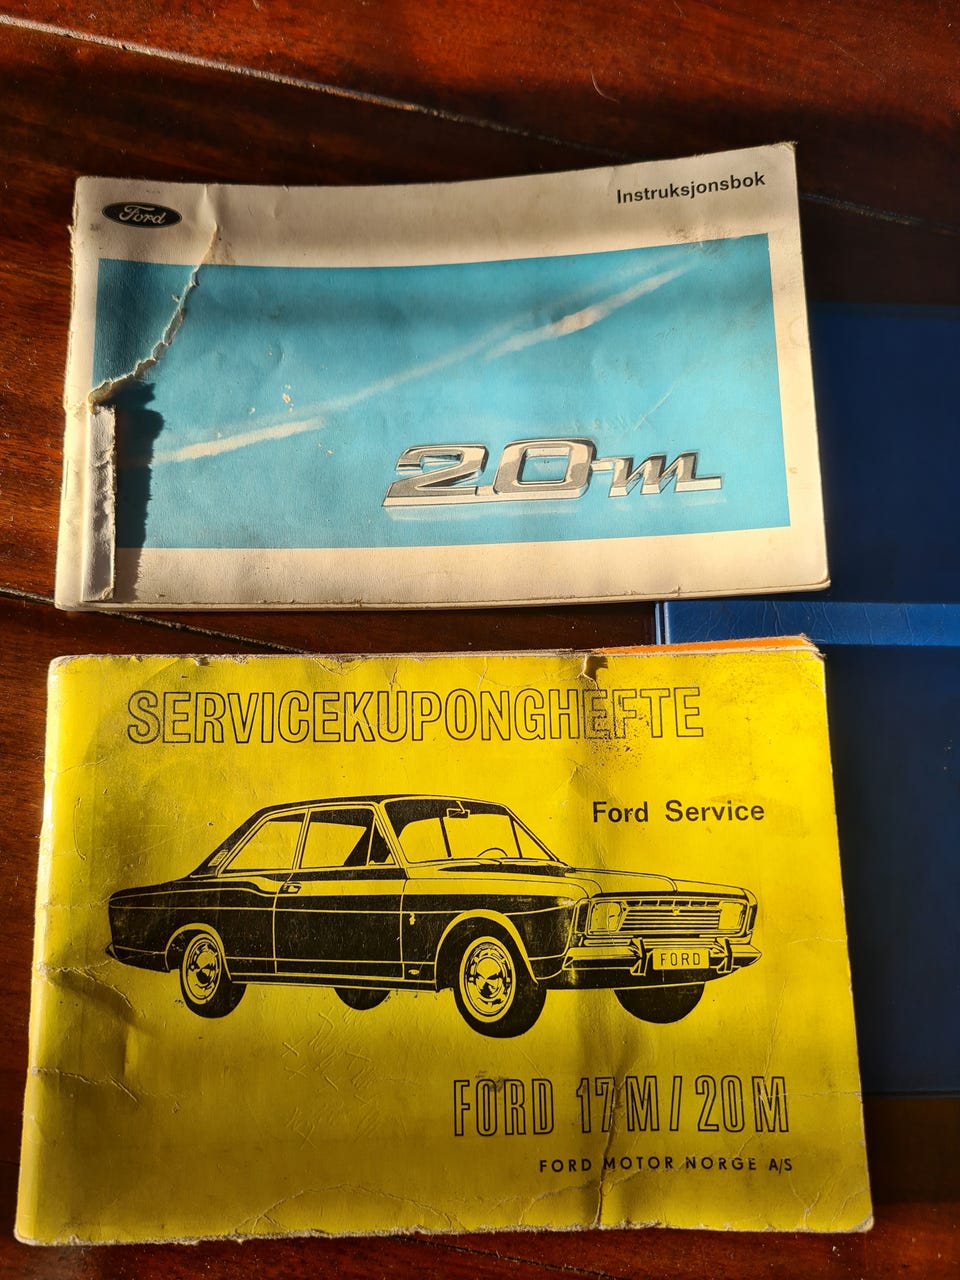 Ford
Instruksjonsbok
20m
SERVICEKUPONGHEFTE
Ford Service
FORD
FORD 17M/20M
FORD MOTOR NORGE A/S